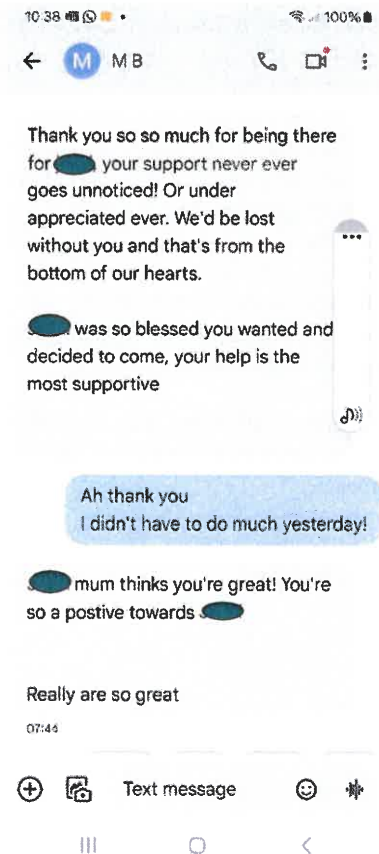 10:38
100%
M
M B
Thank you so so much for being there
for your support never ever
goes unnoticed! Or under
appreciated ever. We'd be lost
without you and that's from the
bottom of our hearts.
was so blessed you wanted and
decided to come, your help is the
most supportive
Ah thank you
I didn't have to do much yesterday!
mum thinks you're great! You're
so a postive towards
Really are so great
07:44
Text message